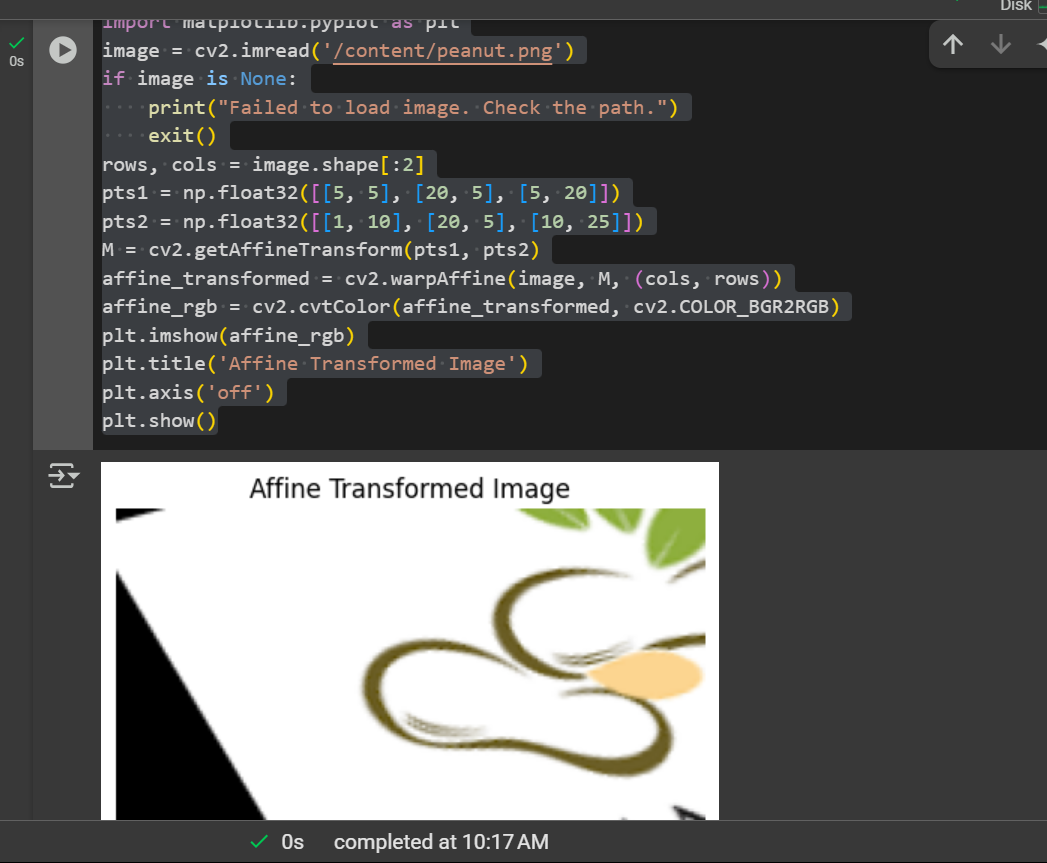 Disk
import matplotlib.pyplot as plt
image = cv2.imread('/content/peanut.png')
0s
if image is None:
    print("Failed to load image. Check the path.")
    exit()
rows, cols = image.shape[:2]
pts1 = np.float32([[5, 5], [20, 5], [5, 20]])
pts2 = np.float32([[1, 10], [20, 5], [10, 25]])
M = cv2.getAffineTransform(pts1, pts2)
affine_transformed = cv2.warpAffine(image, M, (cols, rows))
affine_rgb = cv2.cvtColor(affine_transformed, cv2.COLOR_BGR2RGB)
plt.imshow(affine_rgb)
plt.title('Affine Transformed Image')
plt.axis('off')
plt.show()
Affine Transformed Image
0s completed at 10:17 AM